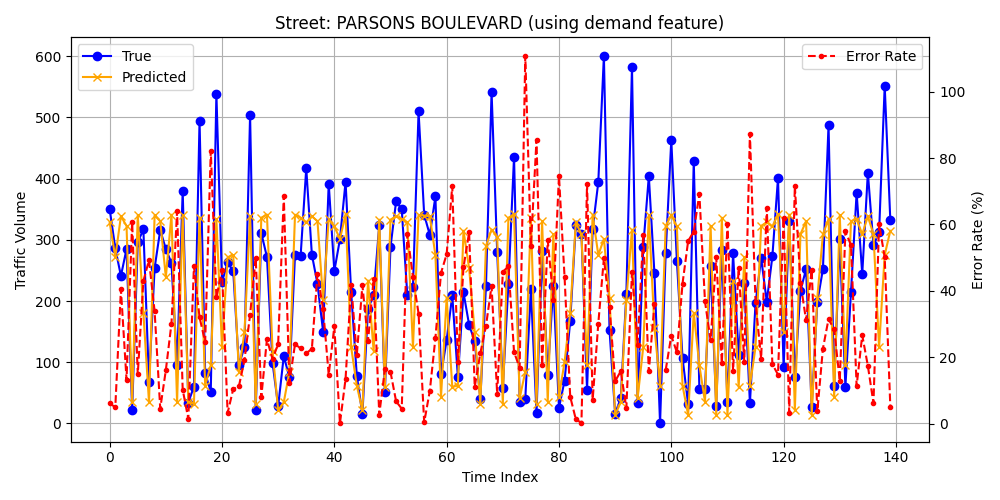 Street: PARSONS BOULEVARD (using demand feature)
True
Predicted
Error Rate
600
500
400
300
200
100
0
100
80
60
40
20
0
Traffic Volume
Error Rate (%)
0 20 40 60 80 100 120 140
Time Index